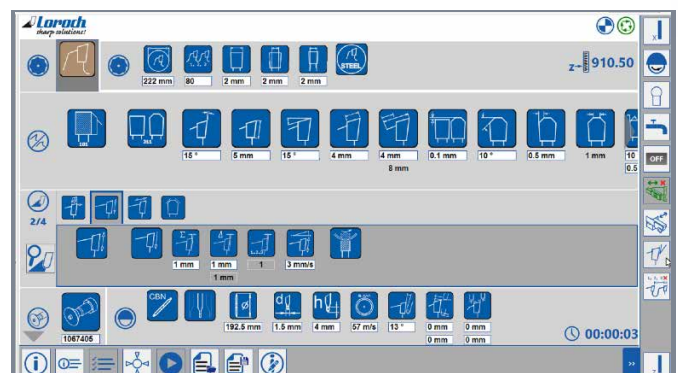 Loroch
sharp solutions!
STEEL
222 mm 80 2 mm 2 mm 2 mm
z→ 910.50
15 ° 5 mm 15 ° 4 mm 4 mm 0.1 mm 10 ° 0.5 mm 1 mm 10
8 mm 0.5
OFF
2/4
1 mm 1 mm 1 3 mm/s
1 mm
CBN
d
h
192.5 mm 1.5 mm 4 mm 57 m/s 13 ° 0 mm 0 mm
1067405 0 mm 0 mm
00:00:03